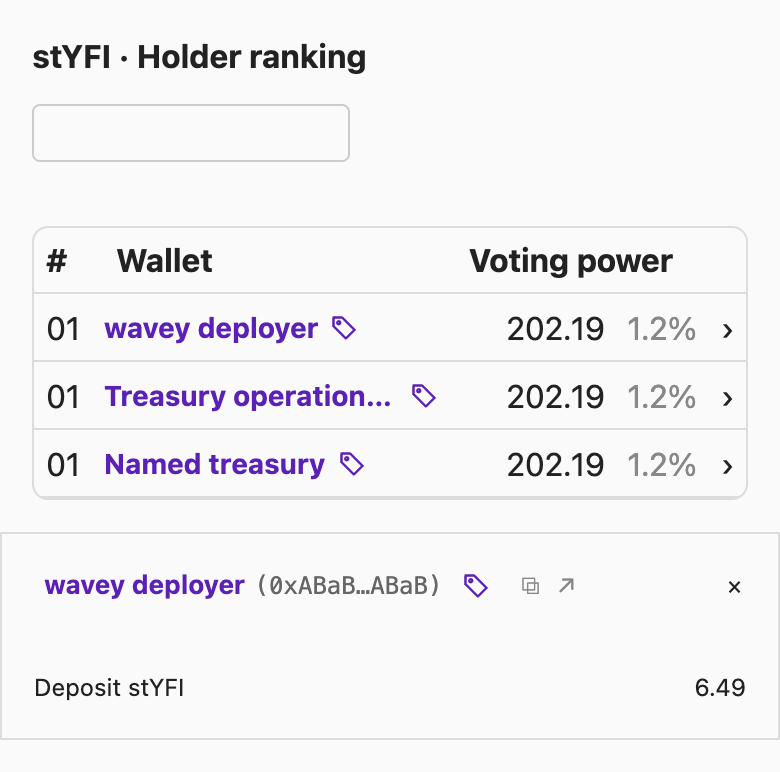 stYFI · Holder ranking
# Wallet Voting power
01 wavey deployer 202.19 1.2% ›
01 Treasury operation... 202.19 1.2% ›
01 Named treasury 202.19 1.2% ›
wavey deployer (0xABaB…ABaB) ×
Deposit stYFI 6.49